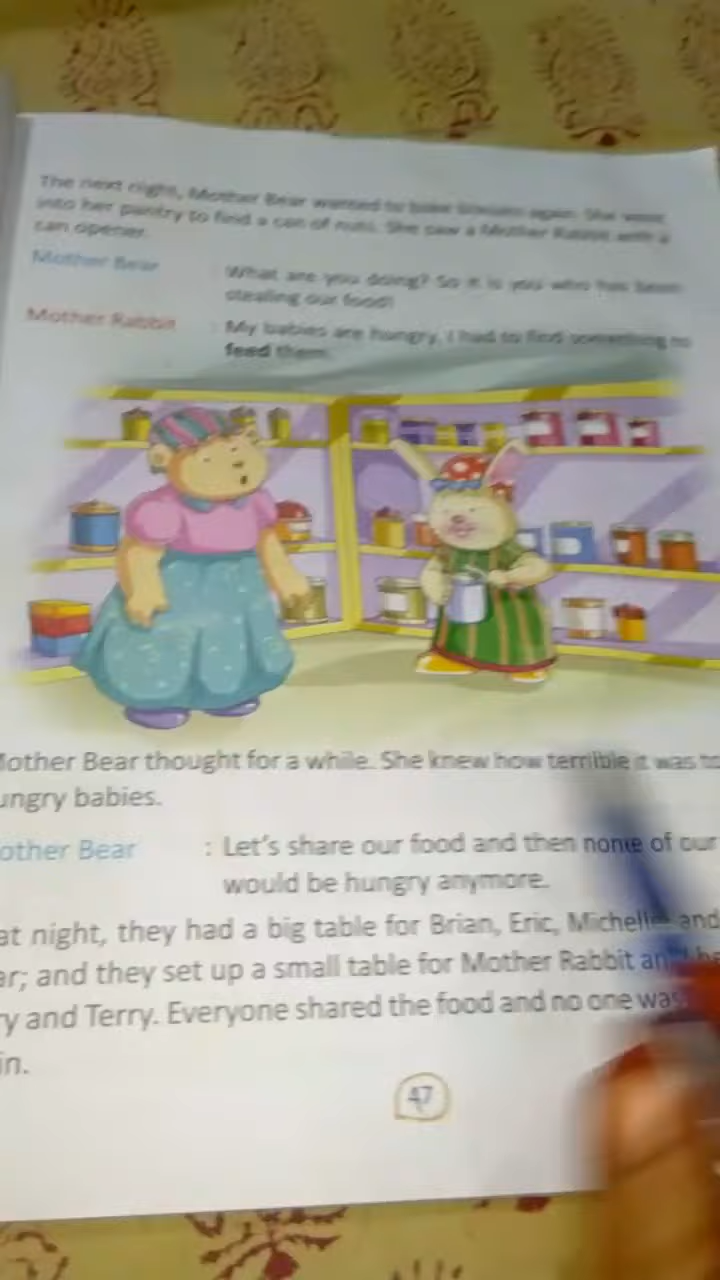 The next night, Mother Bear wanted to bake again. She went
into her pantry to find a can of nuts. She saw a Mother Rabbit with a
can opener.
Mother Bear : What are you doing? So it is you who has been
stealing our food!
Mother Rabbit : My babies are hungry. I had to find something to
feed them.
Mother Bear thought for a while. She knew how terrible it was to
ungry babies.
other Bear : Let's share our food and then none of our
would be hungry anymore.
at night, they had a big table for Brian, Eric, Michelle and
ar; and they set up a small table for Mother Rabbit and
ry and Terry. Everyone shared the food and no one was
in.
47